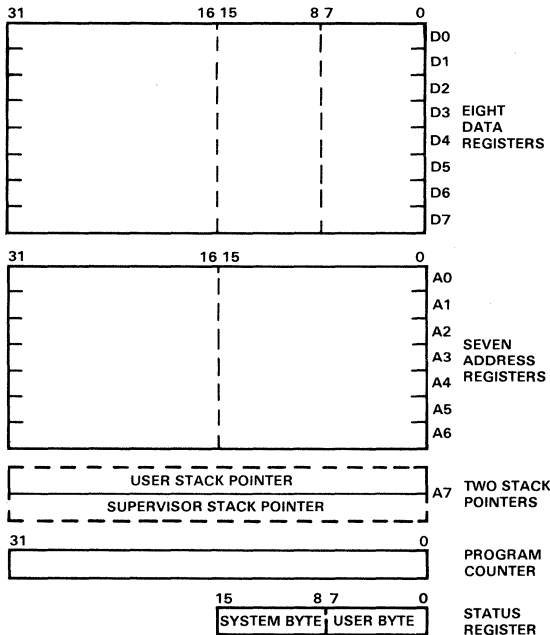 31 16 15 8 7 0
D0
D1
D2
D3
D4
D5
D6
D7
EIGHT
DATA
REGISTERS
31 16 15 0
A0
A1
A2
A3
A4
A5
A6
SEVEN
ADDRESS
REGISTERS
USER STACK POINTER
SUPERVISOR STACK POINTER
A7
TWO STACK
POINTERS
31 0
PROGRAM
COUNTER
15 8 7 0
SYSTEM BYTE USER BYTE
STATUS
REGISTER